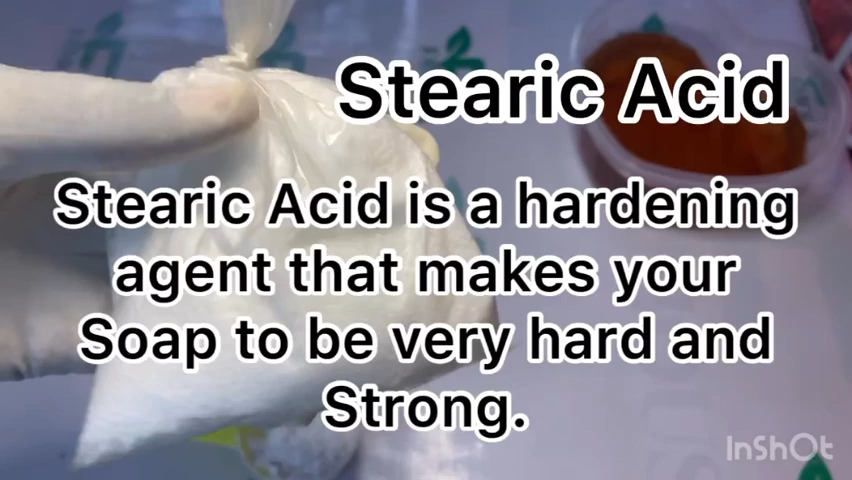 Stearic Acid
Stearic Acid is a hardening
agent that makes your
Soap to be very hard and
Strong.
InShOt